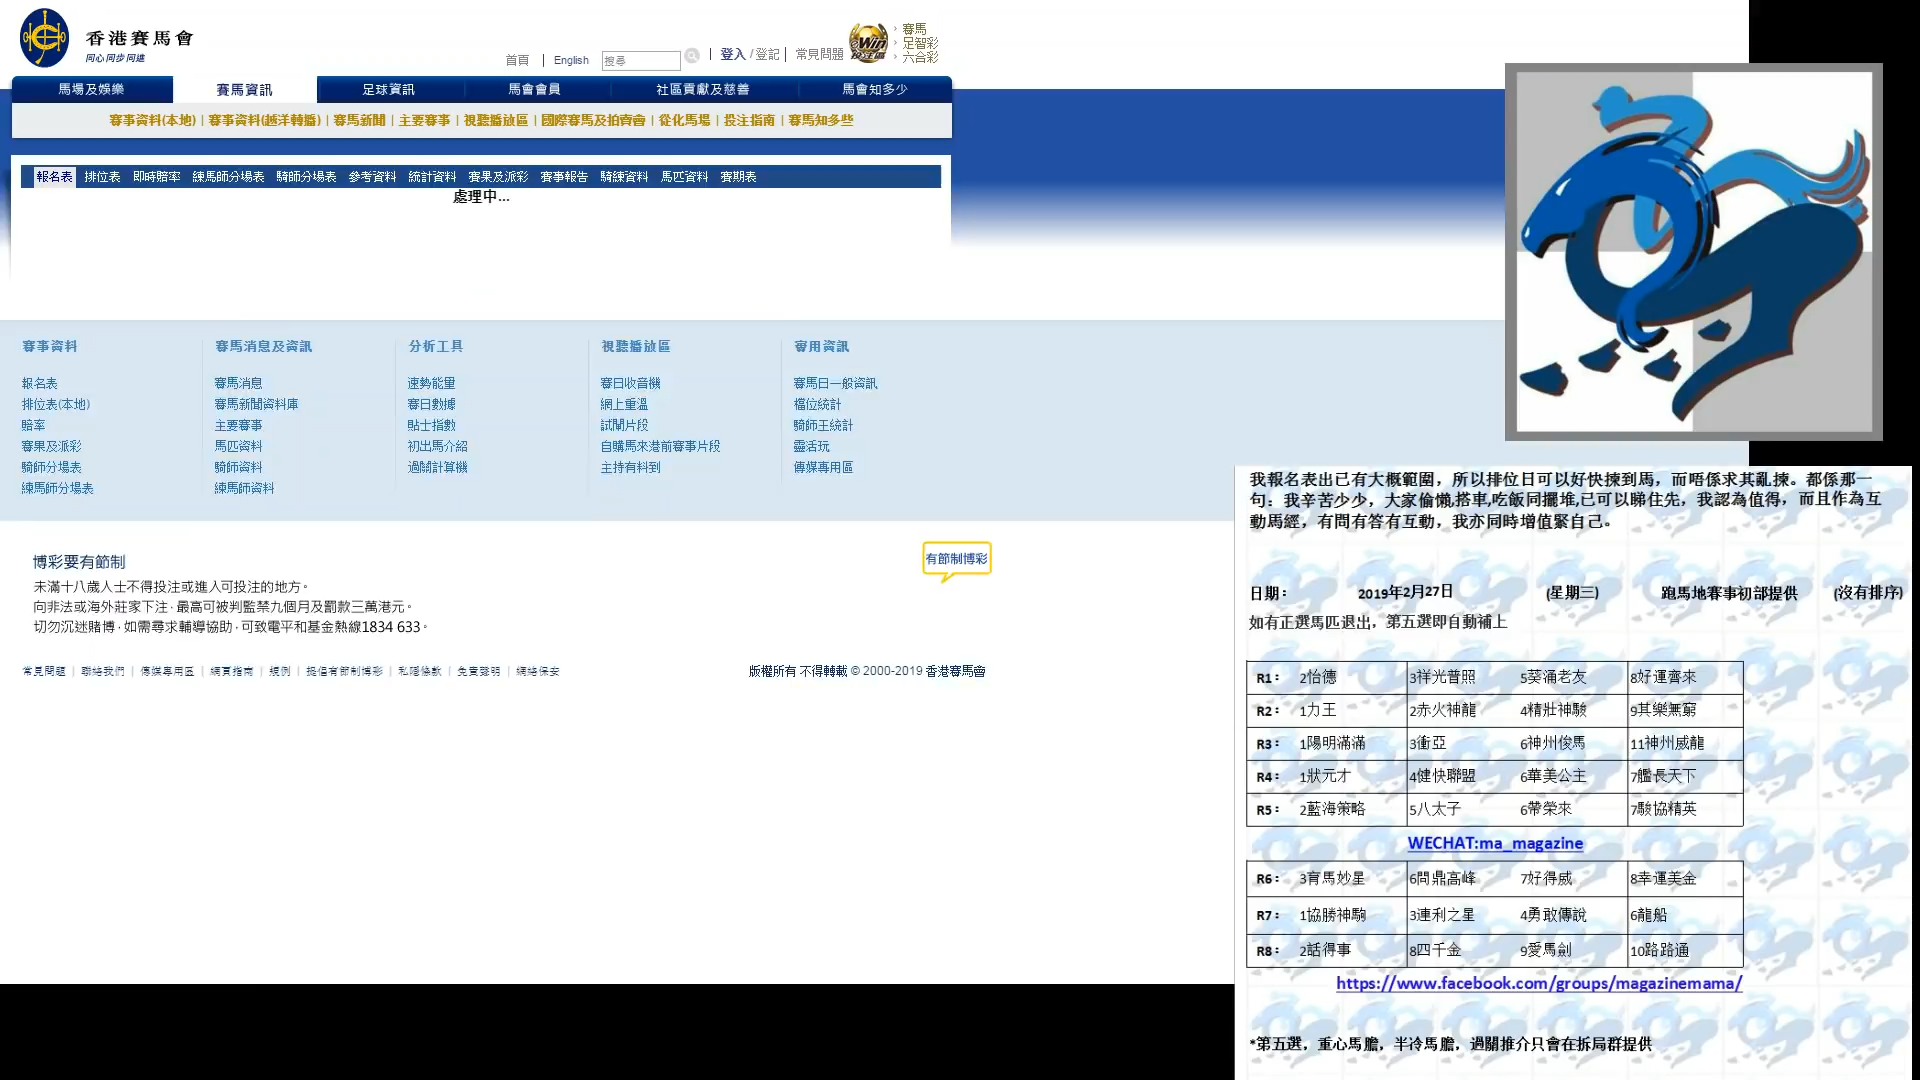 香港賽馬會
同心同步同進
首頁 | English 搜尋 | 登入 / 登記 | 常見問題
eWin 投注區
賽馬
足智彩
六合彩
馬場及娛樂 賽馬資訊 足球資訊 馬會會員 社區貢獻及慈善 馬會知多少
賽事資料(本地) | 賽事資料(越洋轉播) | 賽馬新聞 | 主要賽事 | 視聽播放區 | 國際賽馬及拍賣會 | 從化馬場 | 投注指南 | 賽馬知多些
報名表 排位表 即時賠率 練馬師分場表 騎師分場表 參考資料 統計資料 賽果及派彩 賽事報告 騎練資料 馬匹資料 賽期表
處理中...
賽事資料
報名表
排位表(本地)
賠率
賽果及派彩
騎師分場表
練馬師分場表
賽馬消息及資訊
賽馬消息
賽馬新聞資料庫
主要賽事
馬匹資料
騎師資料
練馬師資料
分析工具
速勢能量
賽日數據
貼士指數
初出馬介紹
過關計算機
視聽播放區
賽日收音機
網上重溫
試閘片段
自購馬來港前賽事片段
主持有料到
實用資訊
賽馬日一般資訊
檔位統計
騎師王統計
靈活玩
傳媒專用區
博彩要有節制
未滿十八歲人士不得投注或進入可投注的地方。
向非法或海外莊家下注，最高可被判監禁九個月及罰款三萬港元。
切勿沉迷賭博，如需尋求輔導協助，可致電平和基金熱線1834 633。
有節制博彩
常見問題 | 聯絡我們 | 傳媒專用區 | 網頁指南 | 規例 | 提倡有節制博彩 | 私隱條款 | 免責聲明 | 網絡保安
版權所有 不得轉載 © 2000-2019 香港賽馬會
我報名表出已有大概範圍，所以排位日可以好快揀到馬，而唔係求其亂揀。都係那一
句：我辛苦少少，大家偷懶,搭車,吃飯同擺堆,已可以睇住先，我認為值得，而且作為互
動馬經，有問有答有互動，我亦同時增值緊自己。
日期： 2019年2月27日 (星期三) 跑馬地賽事初部提供 (沒有排序)
如有正選馬匹退出，第五選即自動補上
R1： 2怡德 3祥光普照 5葵涌老友 8好運齊來
R2： 1力王 2赤火神龍 4精壯神駿 9其樂無窮
R3： 1陽明滿滿 3衝亞 6神州俊馬 11神州威龍
R4： 1狀元才 4健快聯盟 6華美公主 7艦長天下
R5： 2藍海策略 5八太子 6帶榮來 7駿協精英
WECHAT:ma_magazine
R6： 3育馬妙星 6問鼎高峰 7好得威 8幸運美金
R7： 1協勝神駒 3連利之星 4勇敢傳說 6龍船
R8： 2話得事 8四千金 9愛馬劍 10路路通
https://www.facebook.com/groups/magazinemama/
*第五選，重心馬膽，半冷馬膽，過關推介只會在拆局群提供